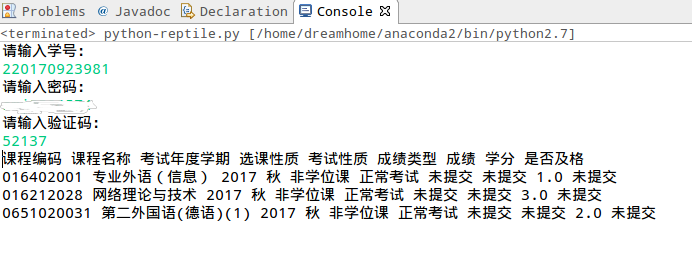 Problems @ Javadoc Declaration Console
<terminated> python-reptile.py [/home/dreamhome/anaconda2/bin/python2.7]
请输入学号:
220170923981
请输入密码:
请输入验证码:
52137
课程编码 课程名称 考试年度学期 选课性质 考试性质 成绩类型 成绩 学分 是否及格
016402001 专业外语（信息） 2017 秋 非学位课 正常考试 未提交 未提交 1.0 未提交
016212028 网络理论与技术 2017 秋 非学位课 正常考试 未提交 未提交 3.0 未提交
0651020031 第二外国语(德语)(1) 2017 秋 非学位课 正常考试 未提交 未提交 2.0 未提交